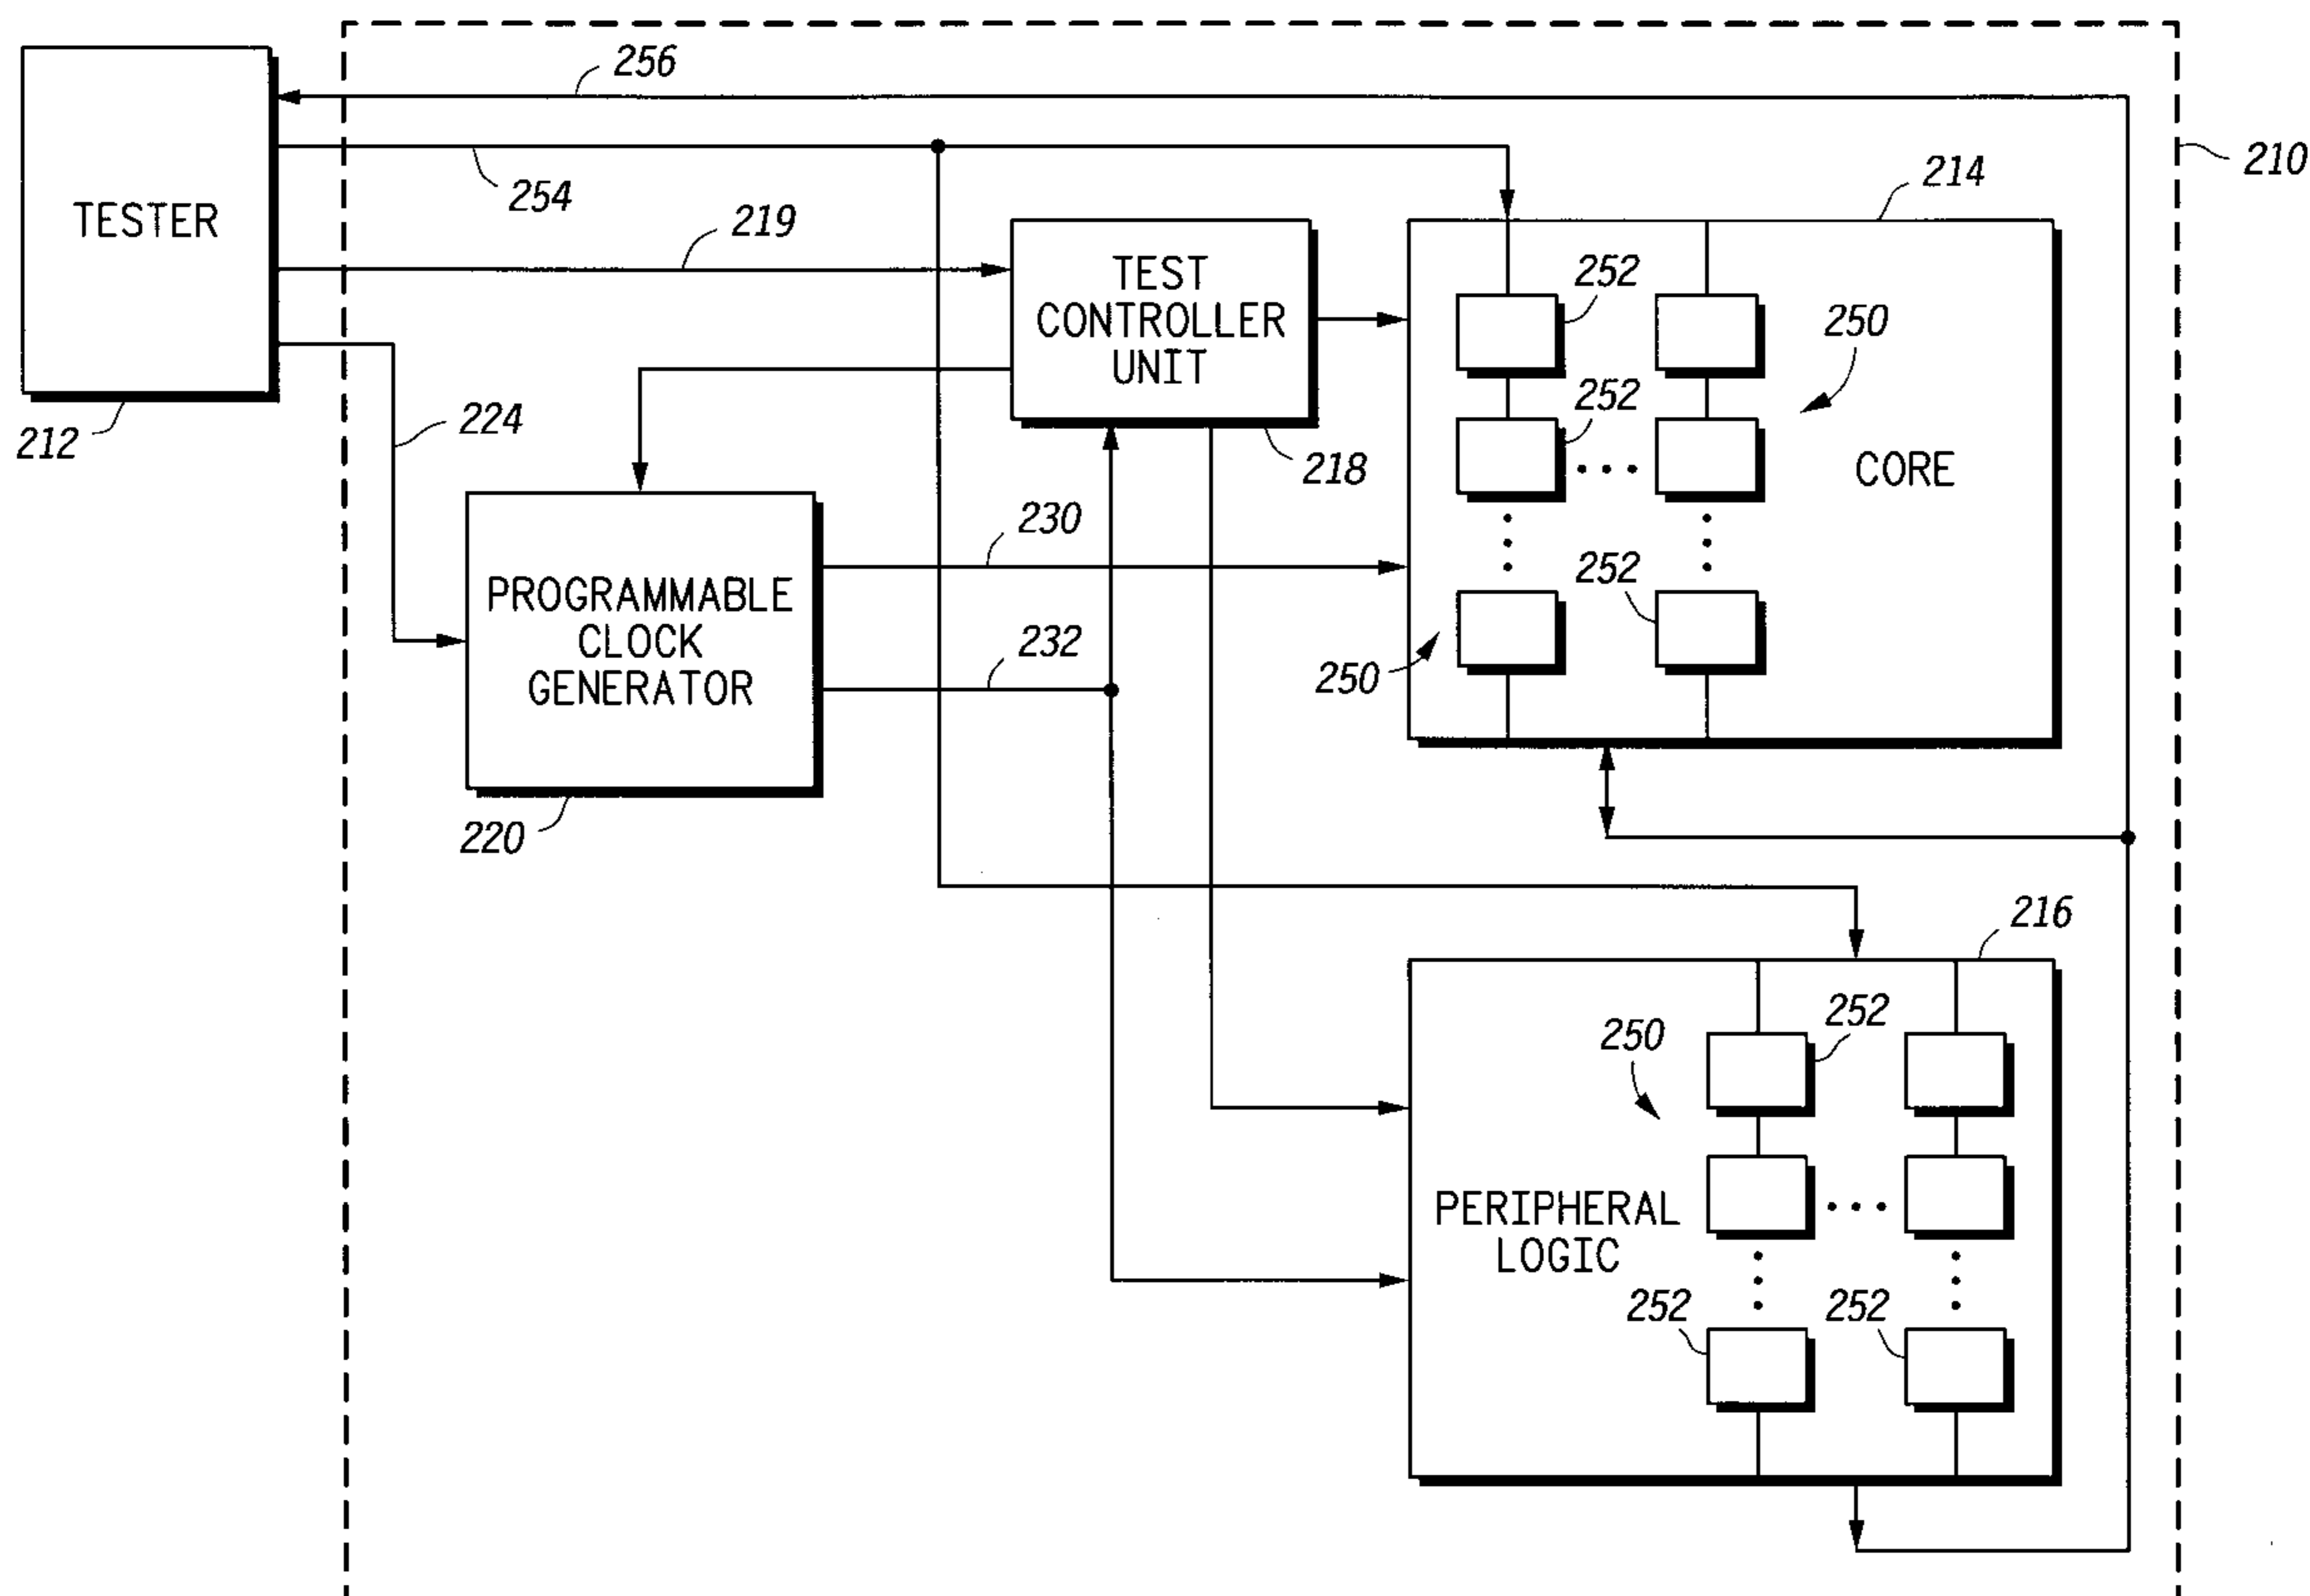 256
210
254
214
TESTER
219
TEST
CONTROLLER
UNIT
252
250
252
212
224
218
CORE
230
252
PROGRAMMABLE
CLOCK
GENERATOR
232
250
220
216
252
250
PERIPHERAL
LOGIC
252
252